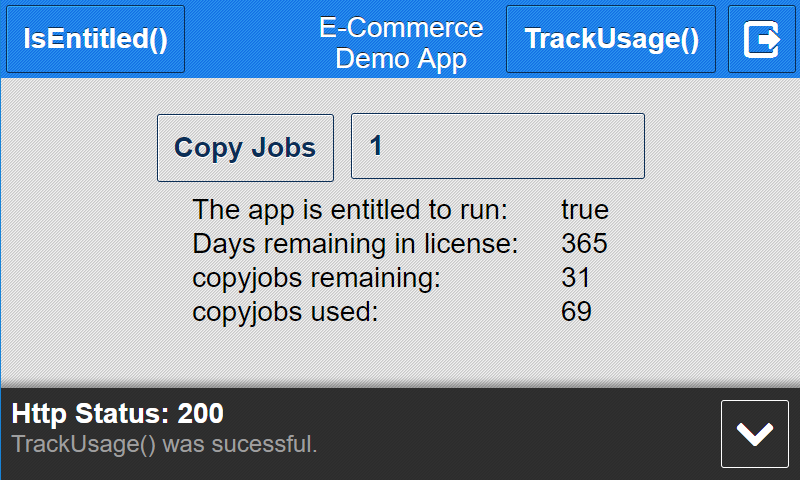 IsEntitled()
E-Commerce
Demo App
TrackUsage()
Copy Jobs
1
The app is entitled to run: true
Days remaining in license: 365
copyjobs remaining: 31
copyjobs used: 69
Http Status: 200
TrackUsage() was sucessful.